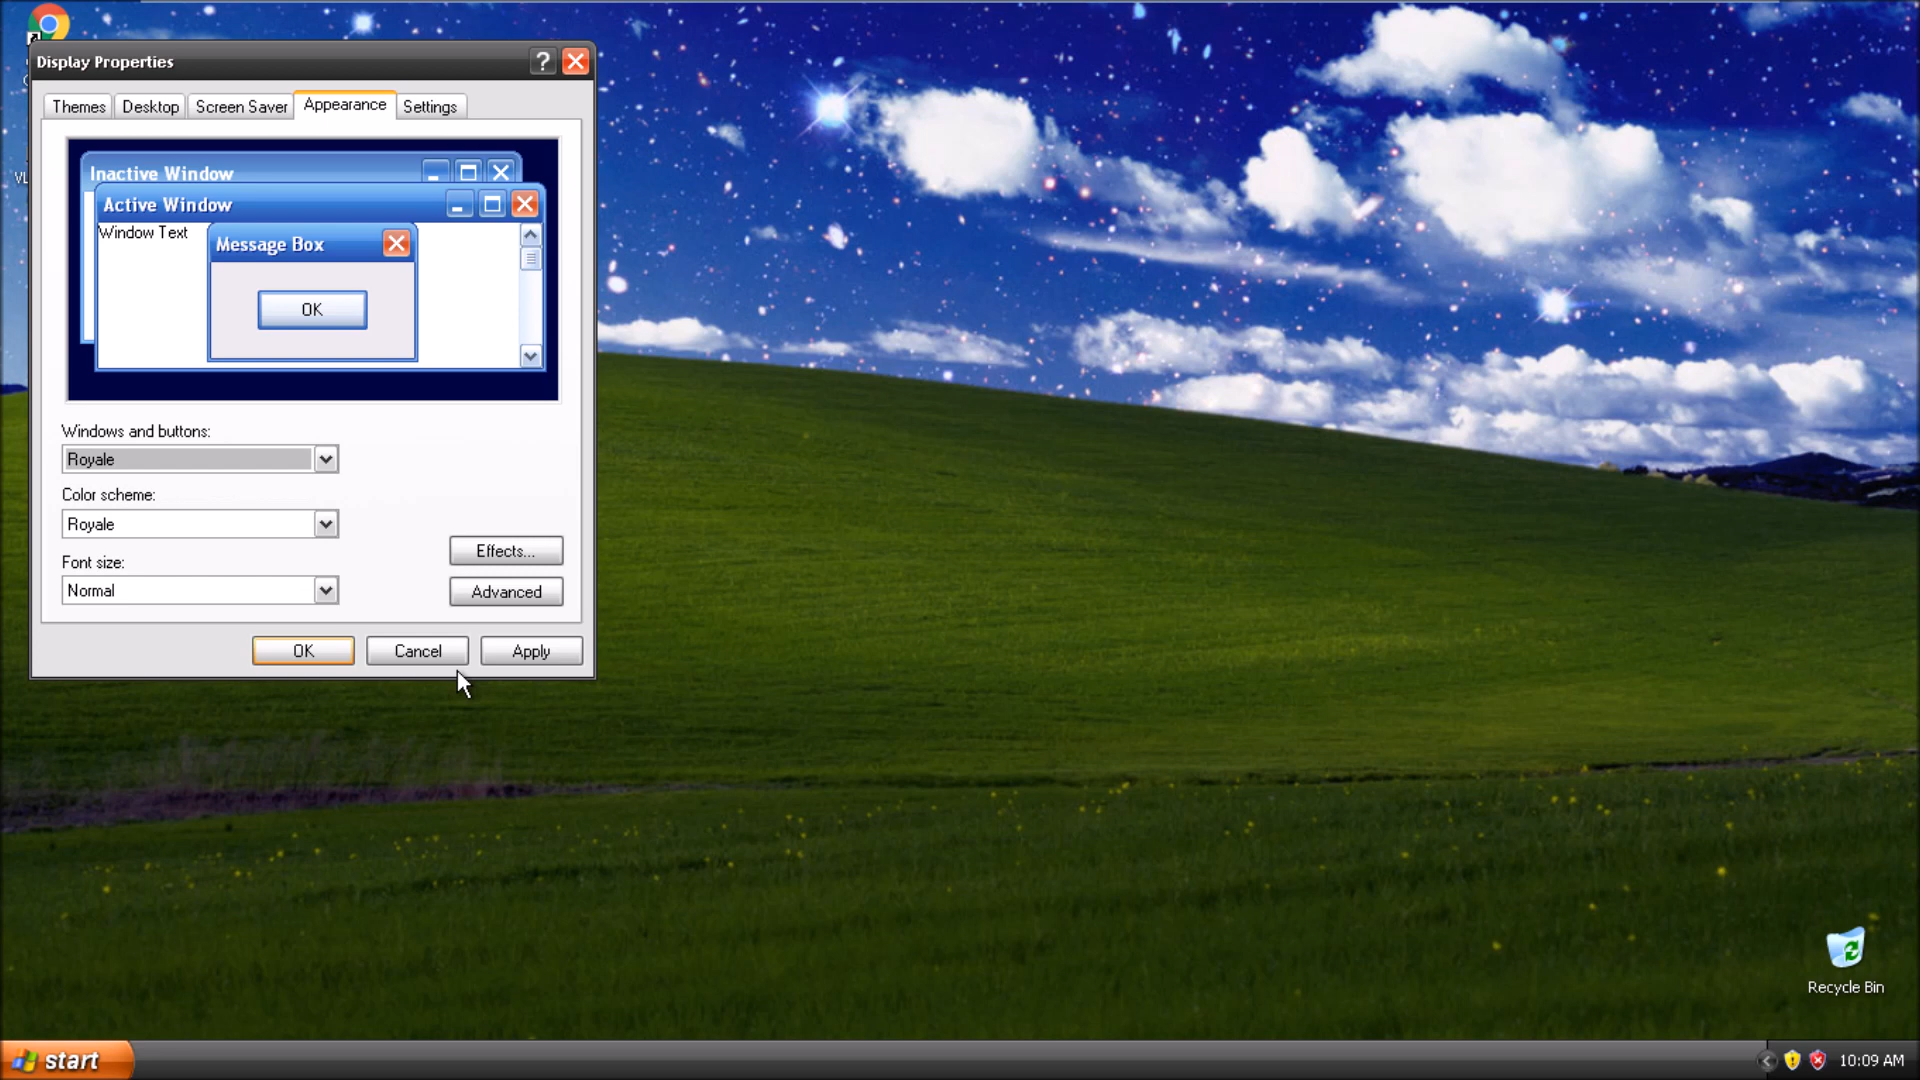 Display Properties
Themes
Desktop
Screen Saver
Appearance
Settings
Inactive Window
Active Window
Window Text
Message Box
OK
Windows and buttons:
Royale
Color scheme:
Royale
Font size:
Normal
Effects...
Advanced
OK
Cancel
Apply
VL
Recycle Bin
start
10:09 AM